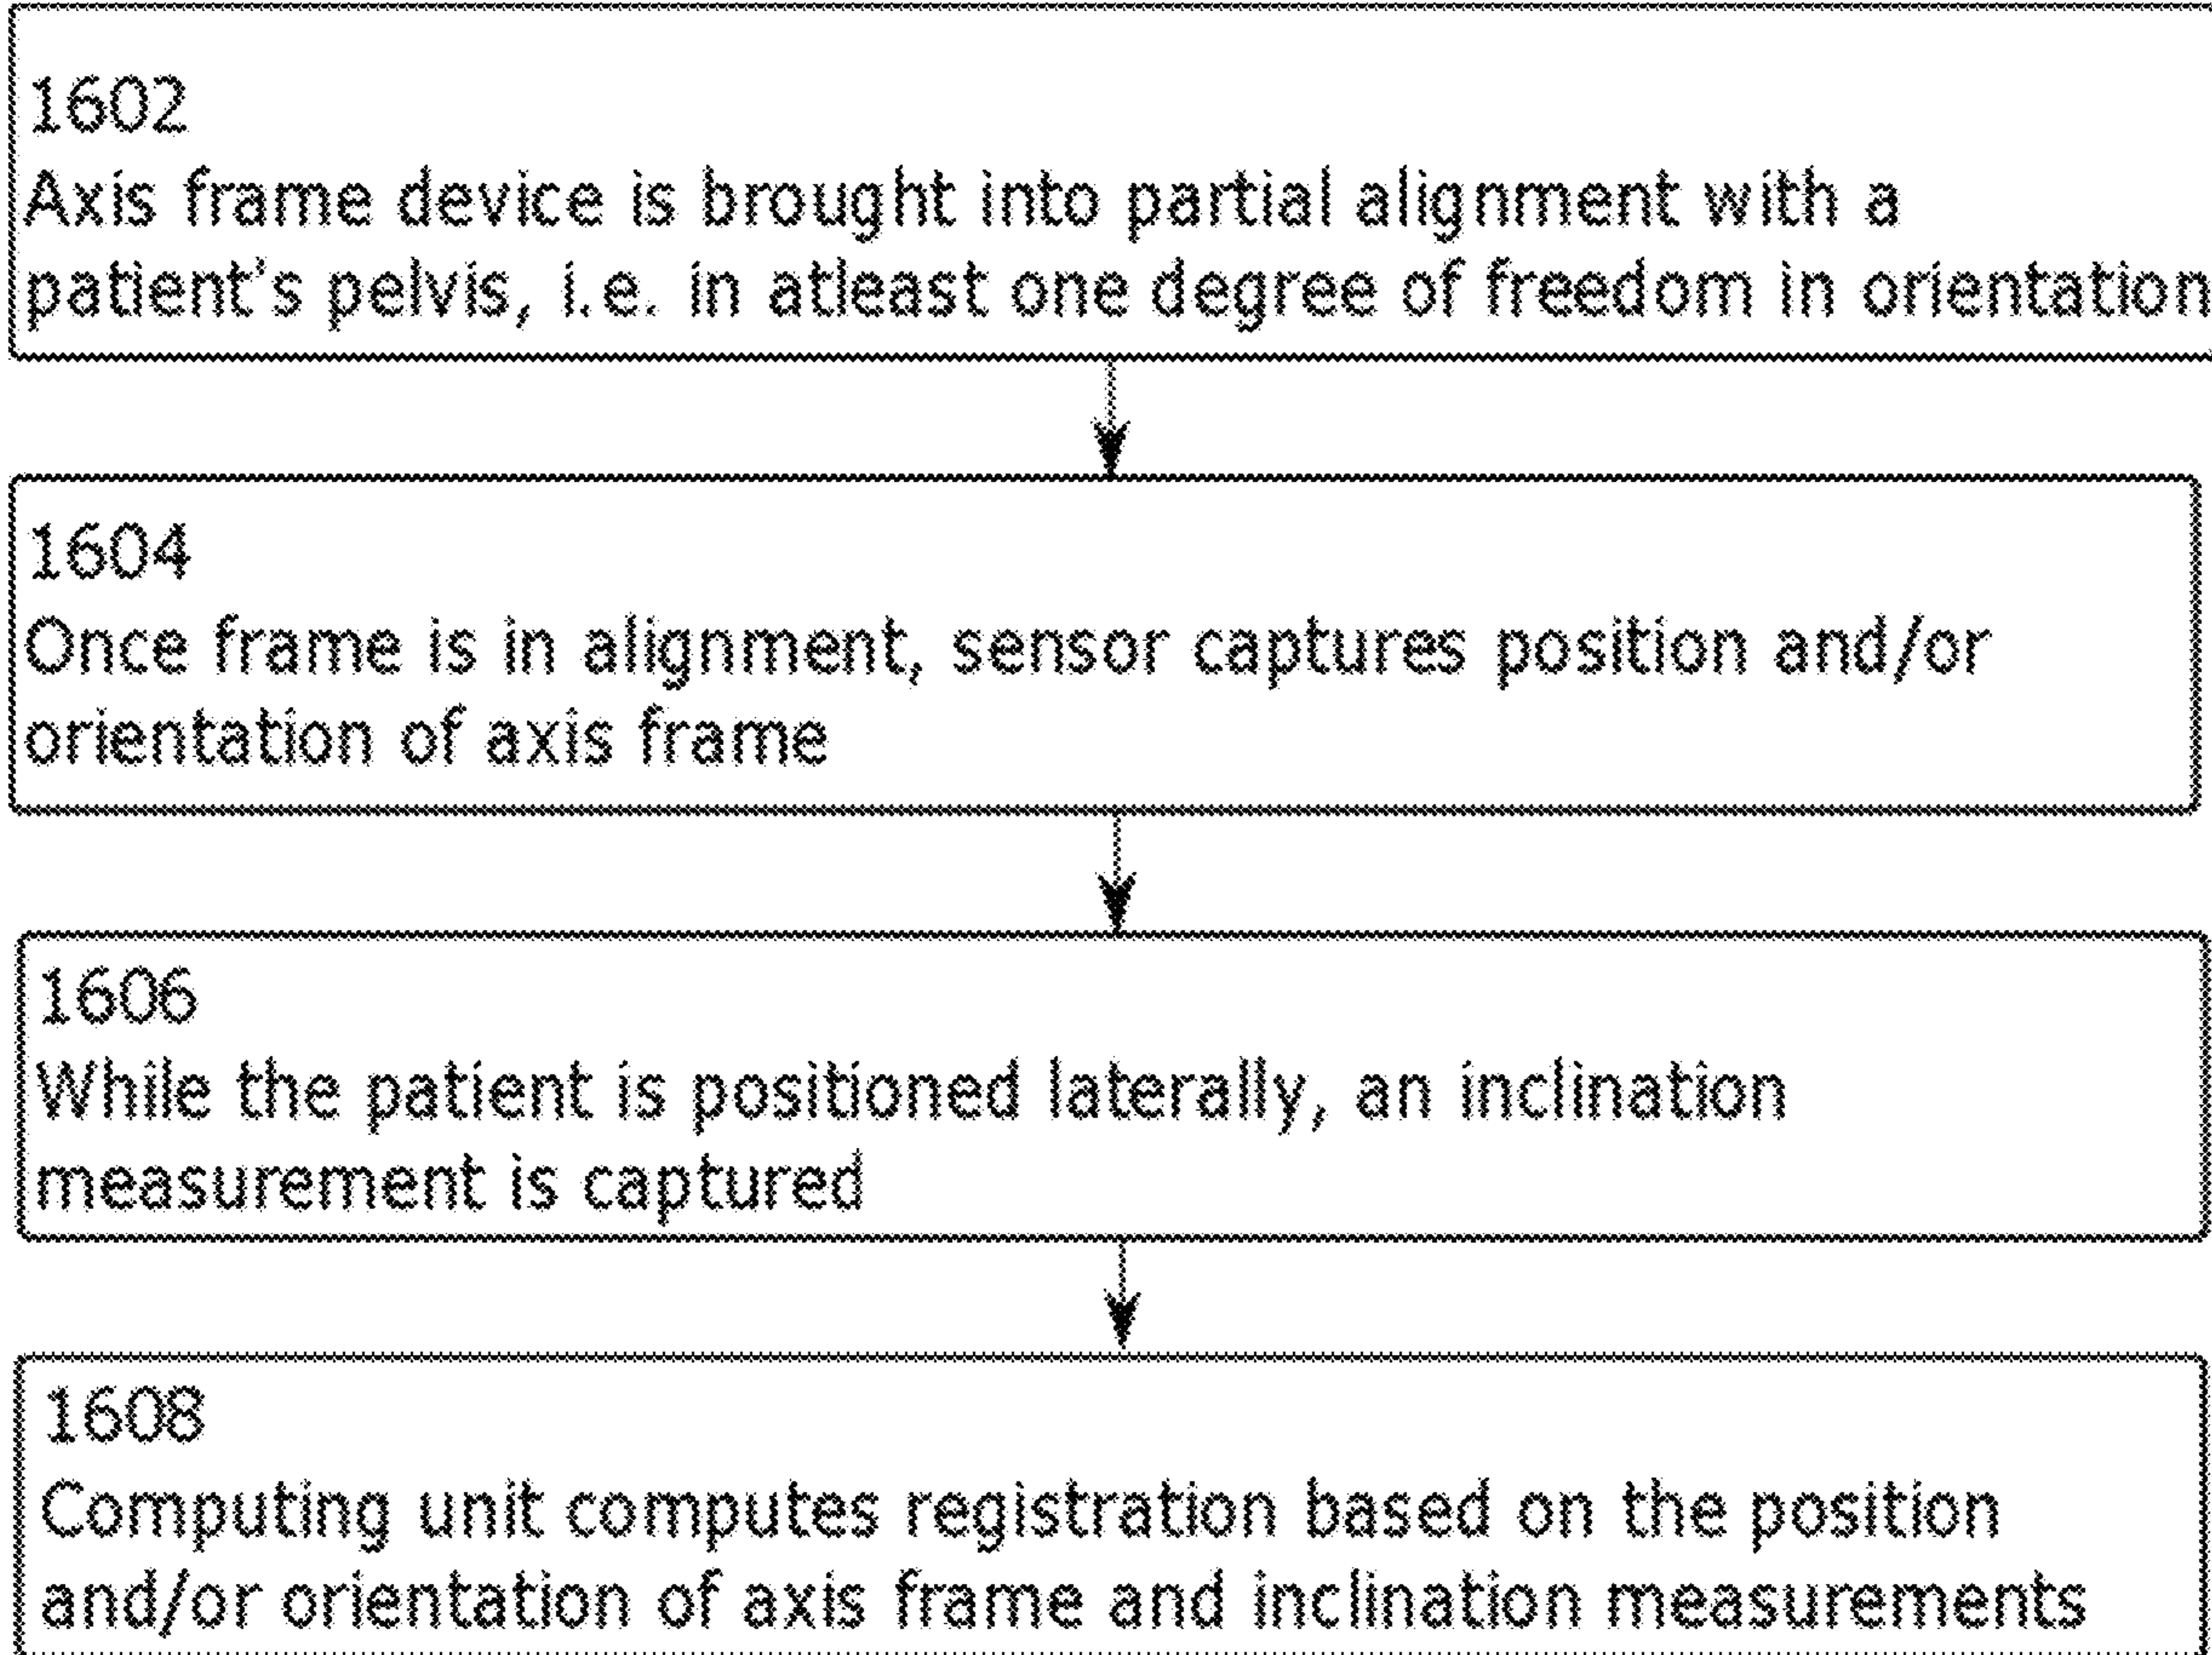 1602
Axis frame device is brought into partial alignment with a
patient's pelvis, i.e. in atleast one degree of freedom in orientation
1604
Once frame is in alignment, sensor captures position and/or
orientation of axis frame
1606
While the patient is positioned laterally, an inclination
measurement is captured
1608
Computing unit computes registration based on the position
and/or orientation of axis frame and inclination measurements